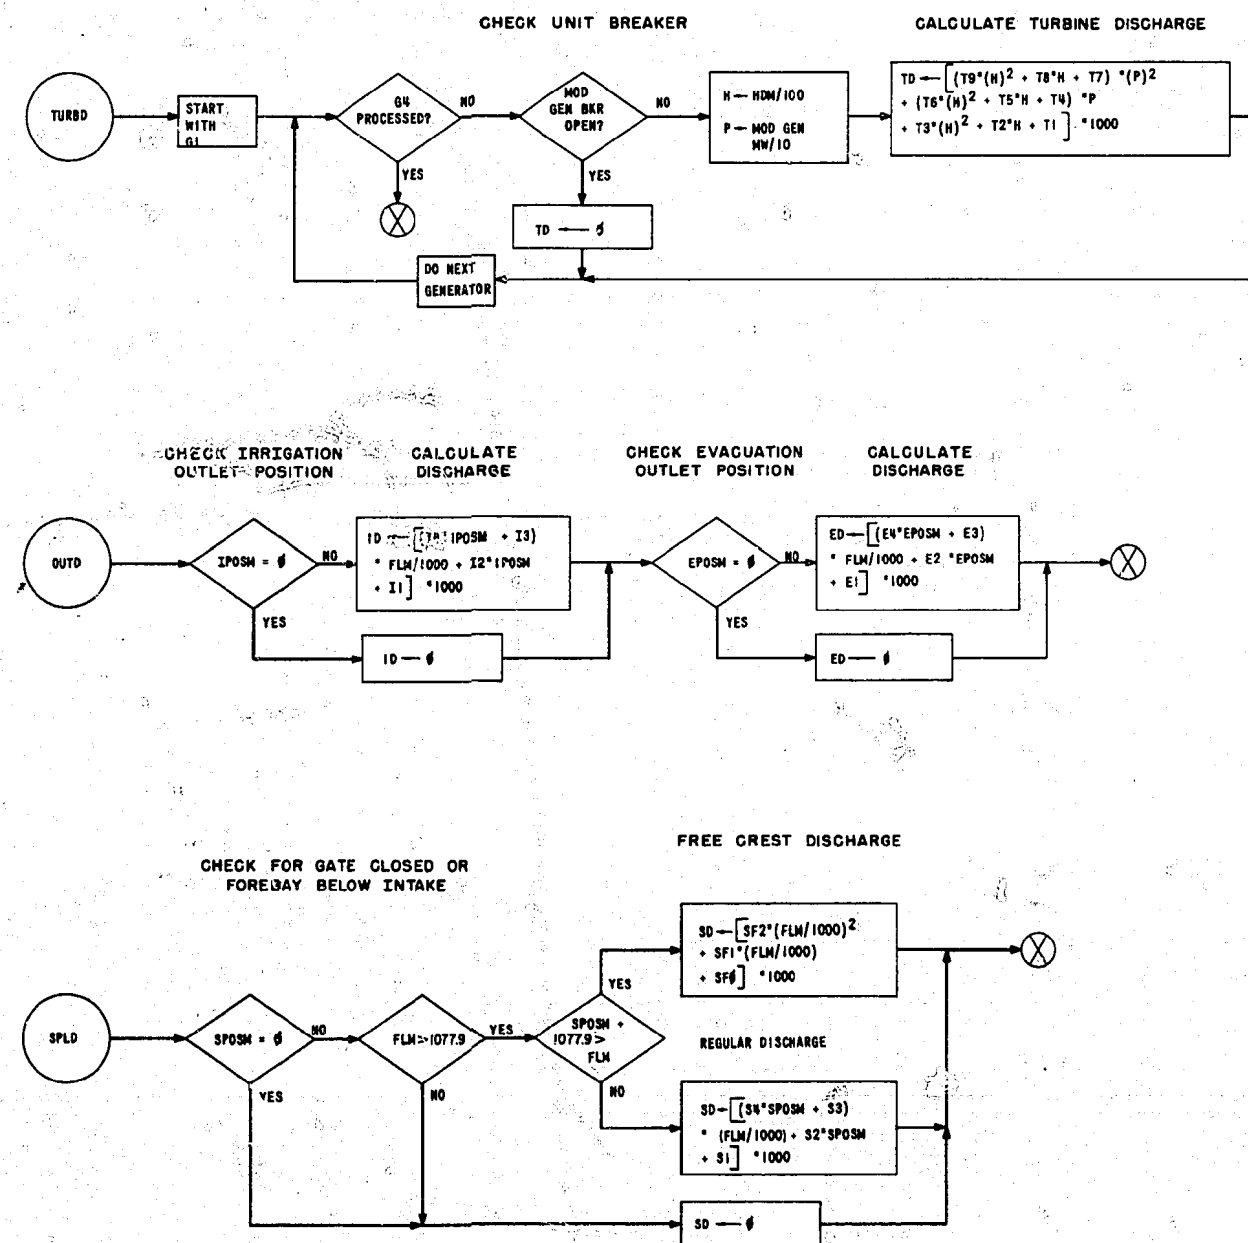 CHECK UNIT BREAKER
CALCULATE TURBINE DISCHARGE
TURBD
START
WITH
G1
G4
PROCESSED?
NO
YES
MOD
GEN BKR
OPEN?
NO
YES
H ← HDM/100
P ← MOD GEN
MW/10
TD ← [(T9*(H)² + T8*H + T7) *(P)²
+ (T6*(H)² + T5*H + T4) *P
+ T3*(H)² + T2*H + T1] *1000
TD ← ∅
DO NEXT
GENERATOR
CHECK IRRIGATION
OUTLET POSITION
CALCULATE
DISCHARGE
CHECK EVACUATION
OUTLET POSITION
CALCULATE
DISCHARGE
OUTD
IPOSM = ∅
NO
YES
ID ← [( IPOSM + I3)
* FLM/1000 + I2*IPOSM
+ I1] *1000
ID ← ∅
EPOSM = ∅
NO
YES
ED ← [(E4*EPOSM + E3)
* FLM/1000 + E2 *EPOSM
+ E1] *1000
ED ← ∅
FREE CREST DISCHARGE
CHECK FOR GATE CLOSED OR
FOREBAY BELOW INTAKE
SPLD
SPOSM = ∅
NO
YES
FLM>1077.9
YES
NO
SPOSM +
1077.9 >
FLM
YES
NO
SD ← [SF2*(FLM/1000)²
+ SF1*(FLM/1000)
+ SF∅] *1000
REGULAR DISCHARGE
SD ← [(S4*SPOSM + S3)
* (FLM/1000) + S2*SPOSM
+ S1] *1000
SD ← ∅